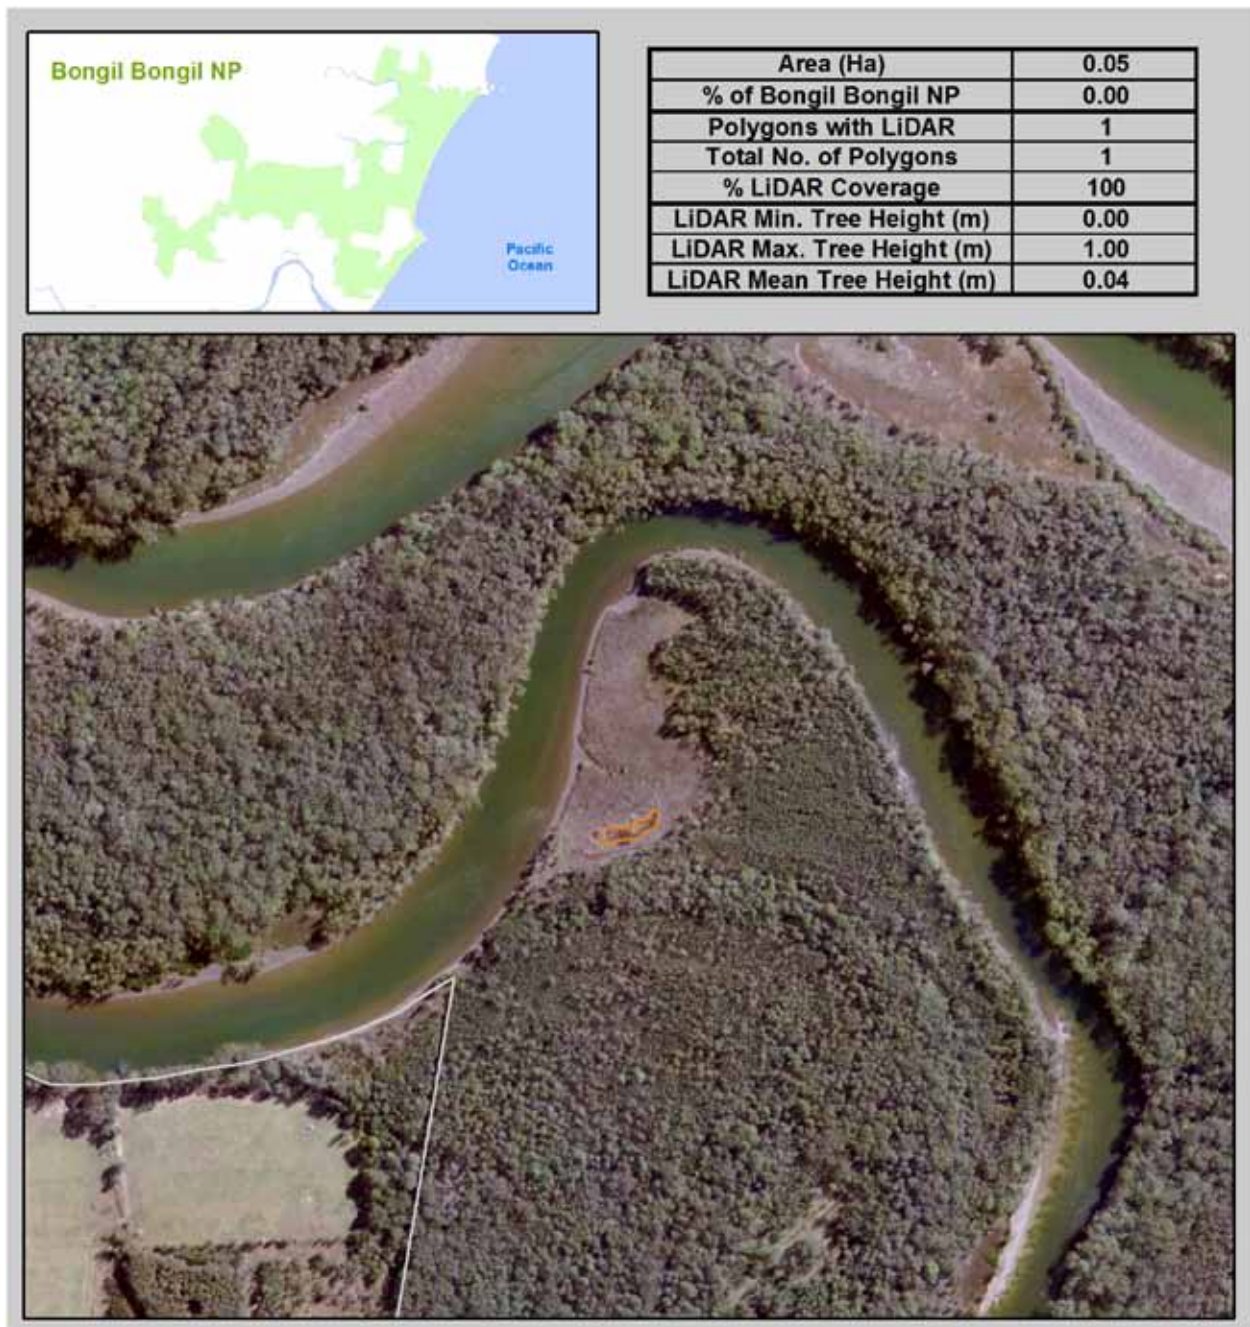 Bongil Bongil NP
Pacific
Ocean
Area (Ha) 0.05
% of Bongil Bongil NP 0.00
Polygons with LiDAR 1
Total No. of Polygons 1
% LiDAR Coverage 100
LiDAR Min. Tree Height (m) 0.00
LiDAR Max. Tree Height (m) 1.00
LiDAR Mean Tree Height (m) 0.04